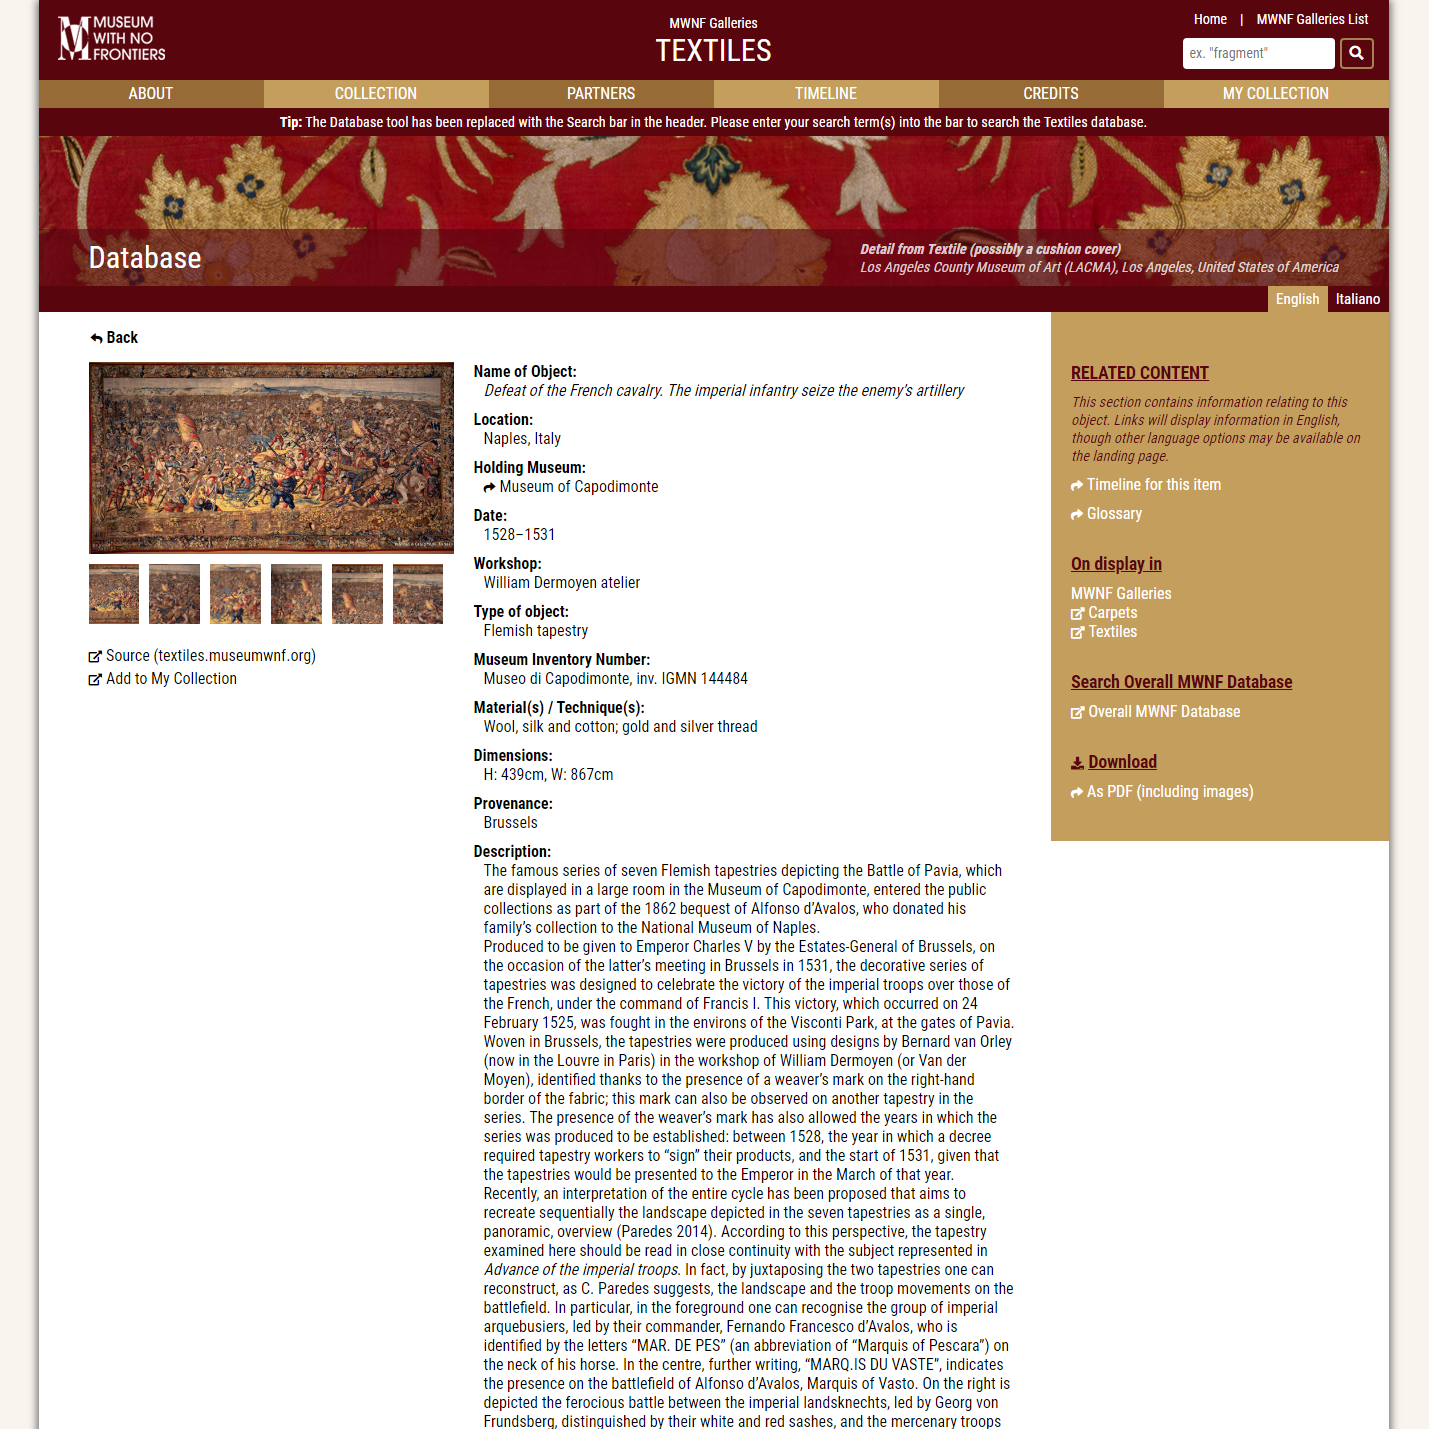 MUSEUM
WITH NO
FRONTIERS
MWNF Galleries
TEXTILES
Home | MWNF Galleries List
ex. "fragment"
ABOUT COLLECTION PARTNERS TIMELINE CREDITS MY COLLECTION
Tip: The Database tool has been replaced with the Search bar in the header. Please enter your search term(s) into the bar to search the Textiles database.
Database
Detail from Textile (possibly a cushion cover)
Los Angeles County Museum of Art (LACMA), Los Angeles, United States of America
English Italiano
Back
Source (textiles.museumwnf.org)
Add to My Collection
Name of Object:
Defeat of the French cavalry. The imperial infantry seize the enemy's artillery
Location:
Naples, Italy
Holding Museum:
Museum of Capodimonte
Date:
1528–1531
Workshop:
William Dermoyen atelier
Type of object:
Flemish tapestry
Museum Inventory Number:
Museo di Capodimonte, inv. IGMN 144484
Material(s) / Technique(s):
Wool, silk and cotton; gold and silver thread
Dimensions:
H: 439cm, W: 867cm
Provenance:
Brussels
Description:
The famous series of seven Flemish tapestries depicting the Battle of Pavia, which
are displayed in a large room in the Museum of Capodimonte, entered the public
collections as part of the 1862 bequest of Alfonso d’Avalos, who donated his
family’s collection to the National Museum of Naples.
Produced to be given to Emperor Charles V by the Estates-General of Brussels, on
the occasion of the latter’s meeting in Brussels in 1531, the decorative series of
tapestries was designed to celebrate the victory of the imperial troops over those of
the French, under the command of Francis I. This victory, which occurred on 24
February 1525, was fought in the environs of the Visconti Park, at the gates of Pavia.
Woven in Brussels, the tapestries were produced using designs by Bernard van Orley
(now in the Louvre in Paris) in the workshop of William Dermoyen (or Van der
Moyen), identified thanks to the presence of a weaver’s mark on the right-hand
border of the fabric; this mark can also be observed on another tapestry in the
series. The presence of the weaver’s mark has also allowed the years in which the
series was produced to be established: between 1528, the year in which a decree
required tapestry workers to “sign” their products, and the start of 1531, given that
the tapestries would be presented to the Emperor in the March of that year.
Recently, an interpretation of the entire cycle has been proposed that aims to
recreate sequentially the landscape depicted in the seven tapestries as a single,
panoramic, overview (Paredes 2014). According to this perspective, the tapestry
examined here should be read in close continuity with the subject represented in
Advance of the imperial troops. In fact, by juxtaposing the two tapestries one can
reconstruct, as C. Paredes suggests, the landscape and the troop movements on the
battlefield. In particular, in the foreground one can recognise the group of imperial
arquebusiers, led by their commander, Fernando Francesco d’Avalos, who is
identified by the letters “MAR. DE PES” (an abbreviation of “Marquis of Pescara”) on
the neck of his horse. In the centre, further writing, “MARQ.IS DU VASTE”, indicates
the presence on the battlefield of Alfonso d’Avalos, Marquis of Vasto. On the right is
depicted the ferocious battle between the imperial landsknechts, led by Georg von
Frundsberg, distinguished by their white and red sashes, and the mercenary troops
RELATED CONTENT
This section contains information relating to this
object. Links will display information in English,
though other language options may be available on
the landing page.
Timeline for this item
Glossary
On display in
MWNF Galleries
Carpets
Textiles
Search Overall MWNF Database
Overall MWNF Database
Download
As PDF (including images)